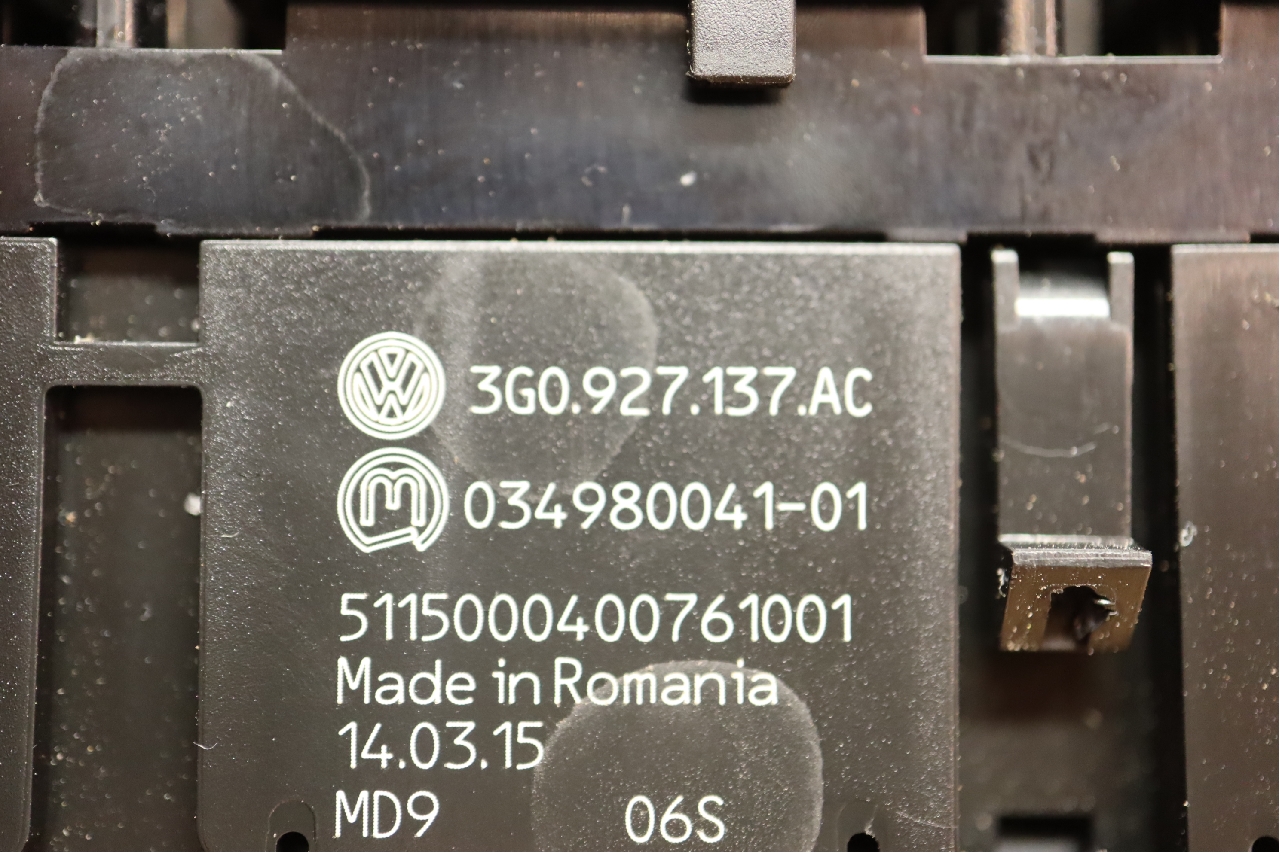 3G0.927.137.AC
034980041-01
5115000400761001
Made in Romania
14.03.15
MD9 06S